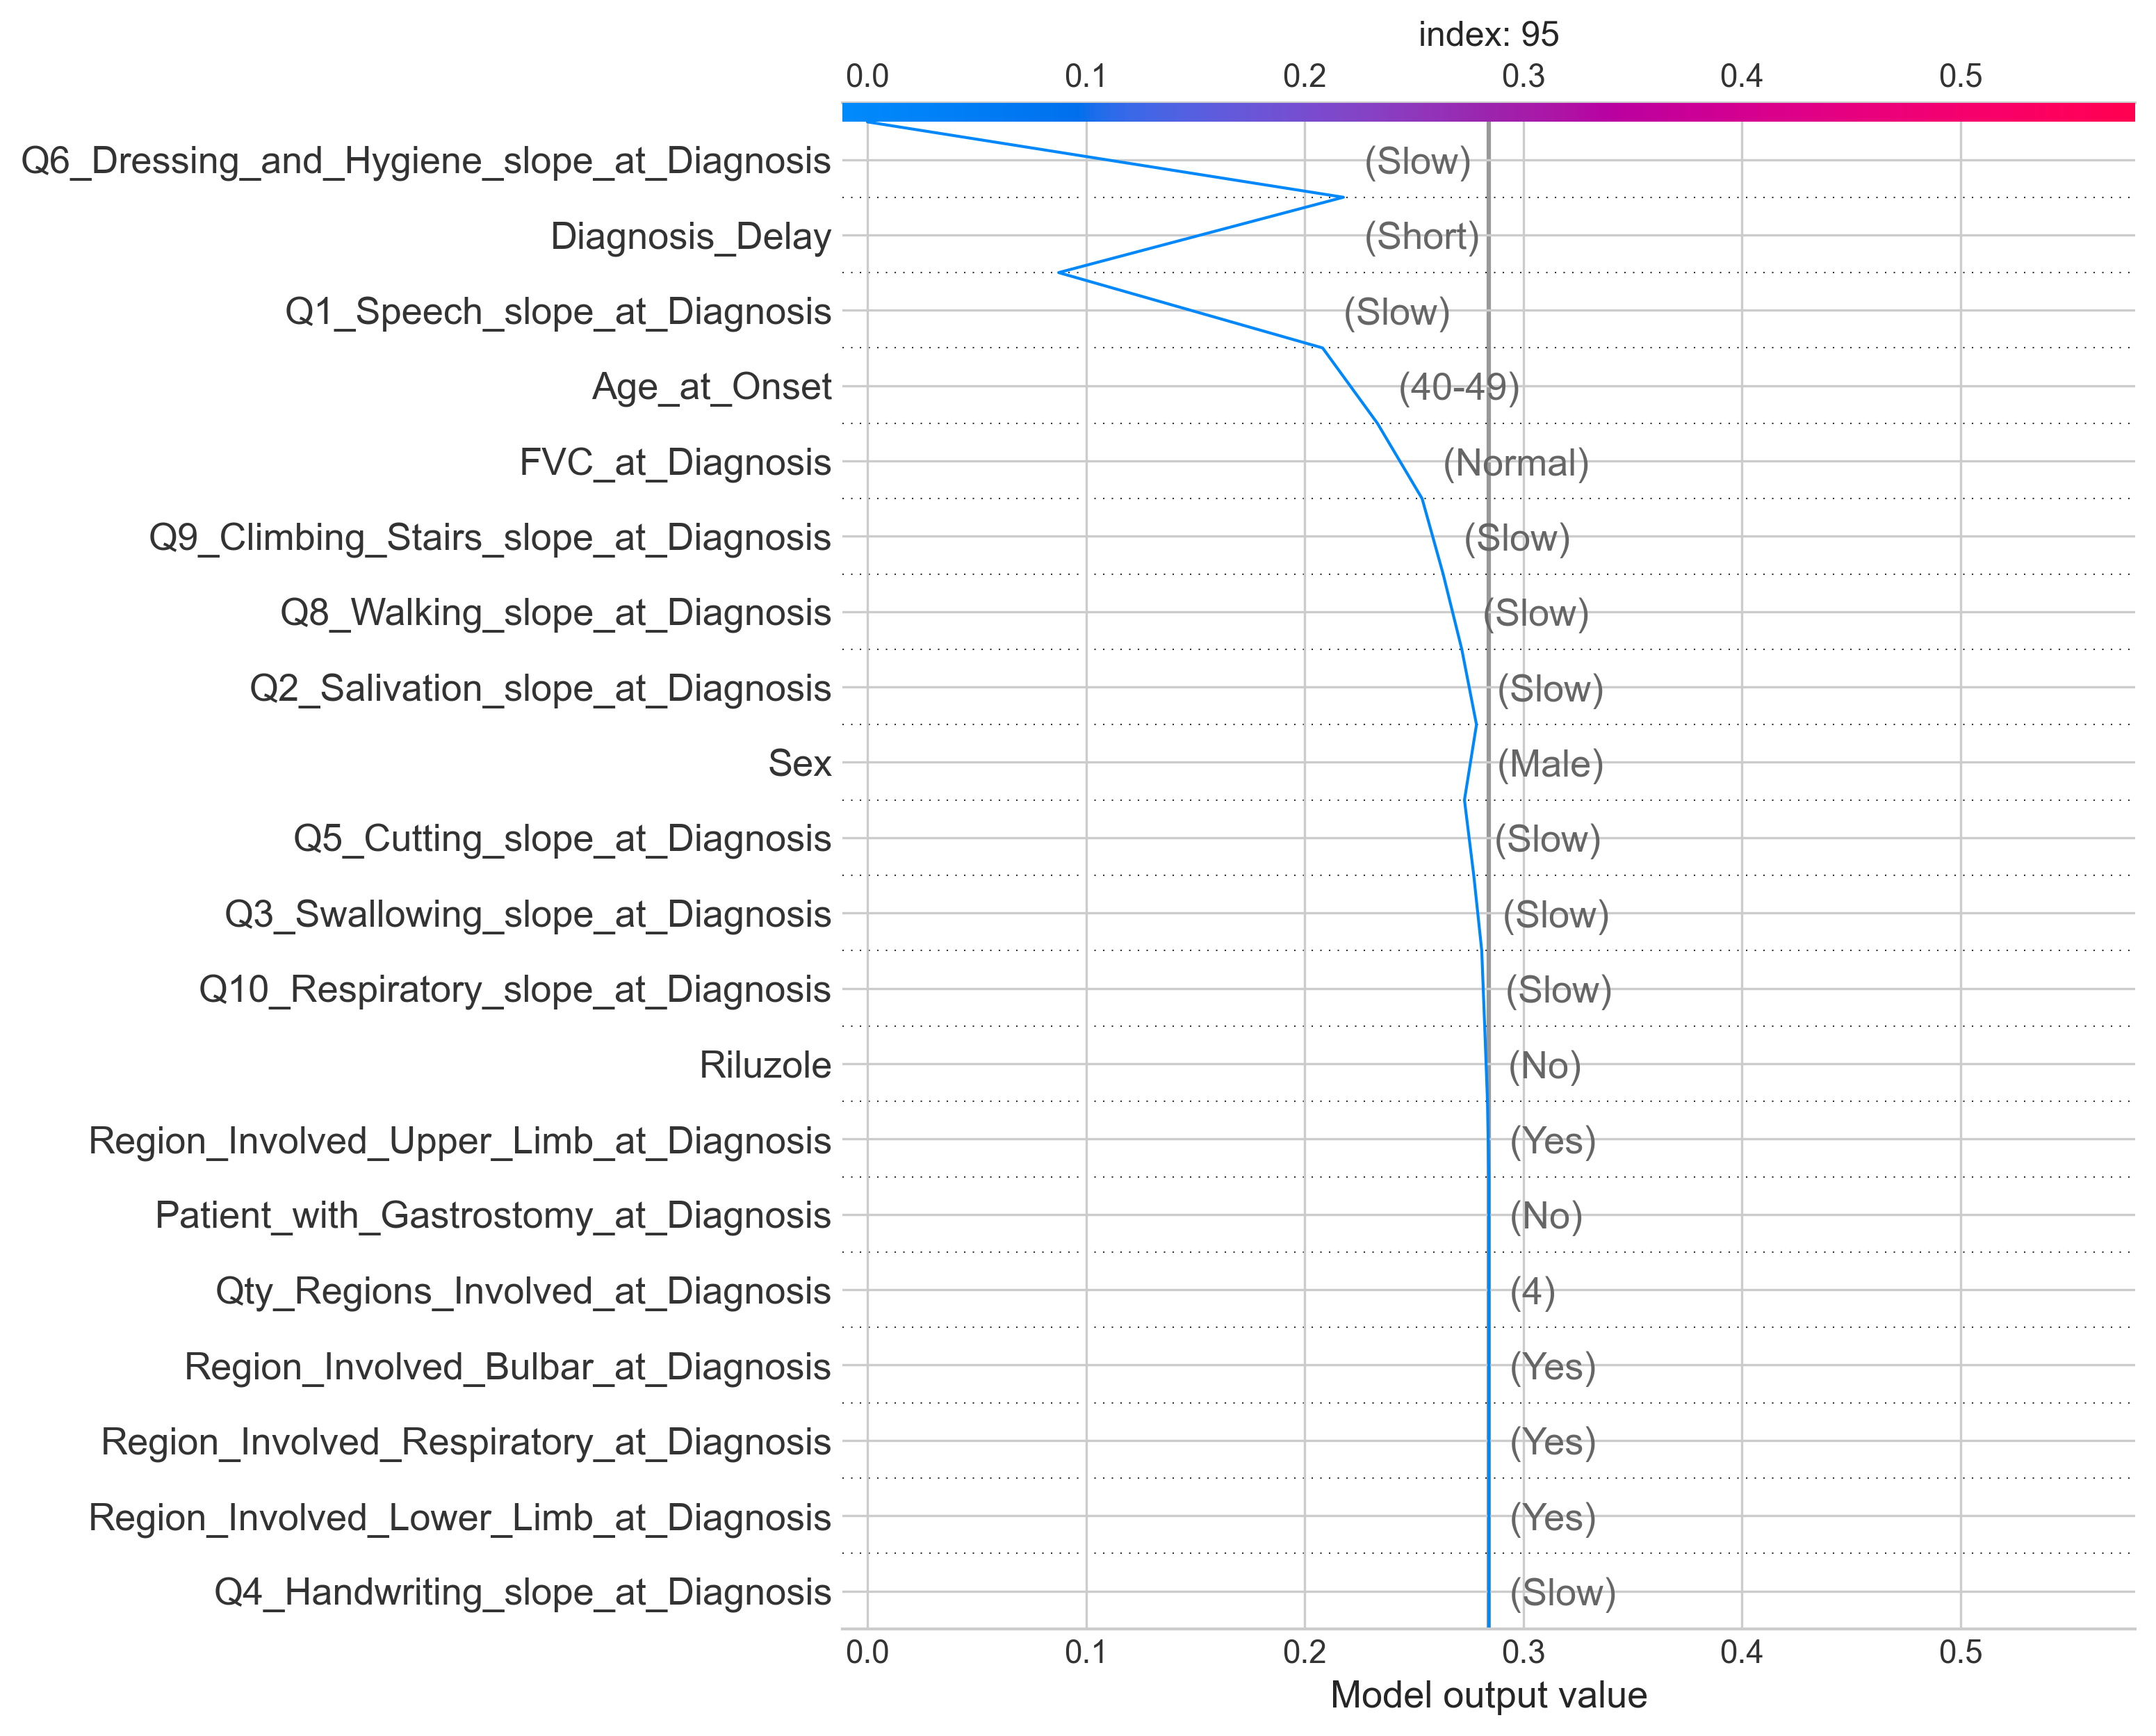 index: 95
0.0 0.1 0.2 0.3 0.4 0.5
Q6_Dressing_and_Hygiene_slope_at_Diagnosis (Slow)
Diagnosis_Delay (Short)
Q1_Speech_slope_at_Diagnosis (Slow)
Age_at_Onset (40-49)
FVC_at_Diagnosis (Normal)
Q9_Climbing_Stairs_slope_at_Diagnosis (Slow)
Q8_Walking_slope_at_Diagnosis (Slow)
Q2_Salivation_slope_at_Diagnosis (Slow)
Sex (Male)
Q5_Cutting_slope_at_Diagnosis (Slow)
Q3_Swallowing_slope_at_Diagnosis (Slow)
Q10_Respiratory_slope_at_Diagnosis (Slow)
Riluzole (No)
Region_Involved_Upper_Limb_at_Diagnosis (Yes)
Patient_with_Gastrostomy_at_Diagnosis (No)
Qty_Regions_Involved_at_Diagnosis (4)
Region_Involved_Bulbar_at_Diagnosis (Yes)
Region_Involved_Respiratory_at_Diagnosis (Yes)
Region_Involved_Lower_Limb_at_Diagnosis (Yes)
Q4_Handwriting_slope_at_Diagnosis (Slow)
0.0 0.1 0.2 0.3 0.4 0.5
Model output value